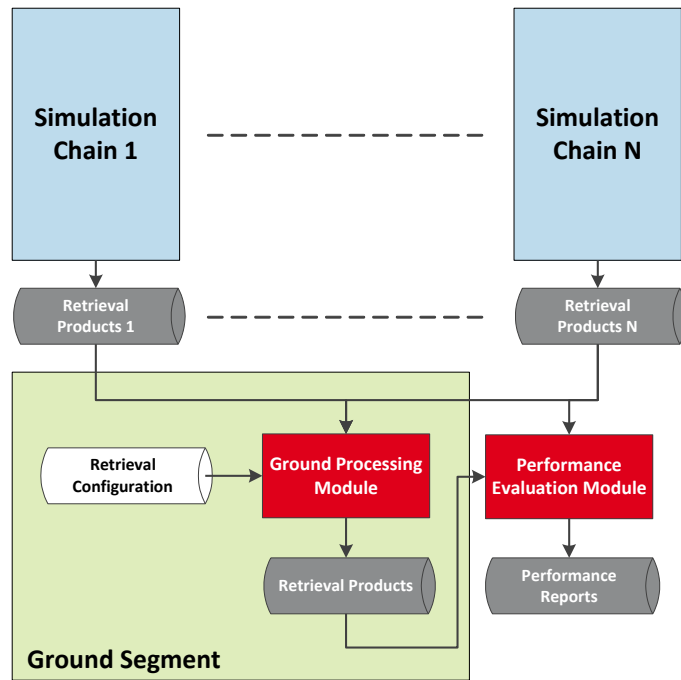 Simulation
Chain 1
Simulation
Chain N
Retrieval
Products 1
Retrieval
Products N
Retrieval
Configuration
Ground Processing
Module
Performance
Evaluation Module
Retrieval Products
Performance
Reports
Ground Segment